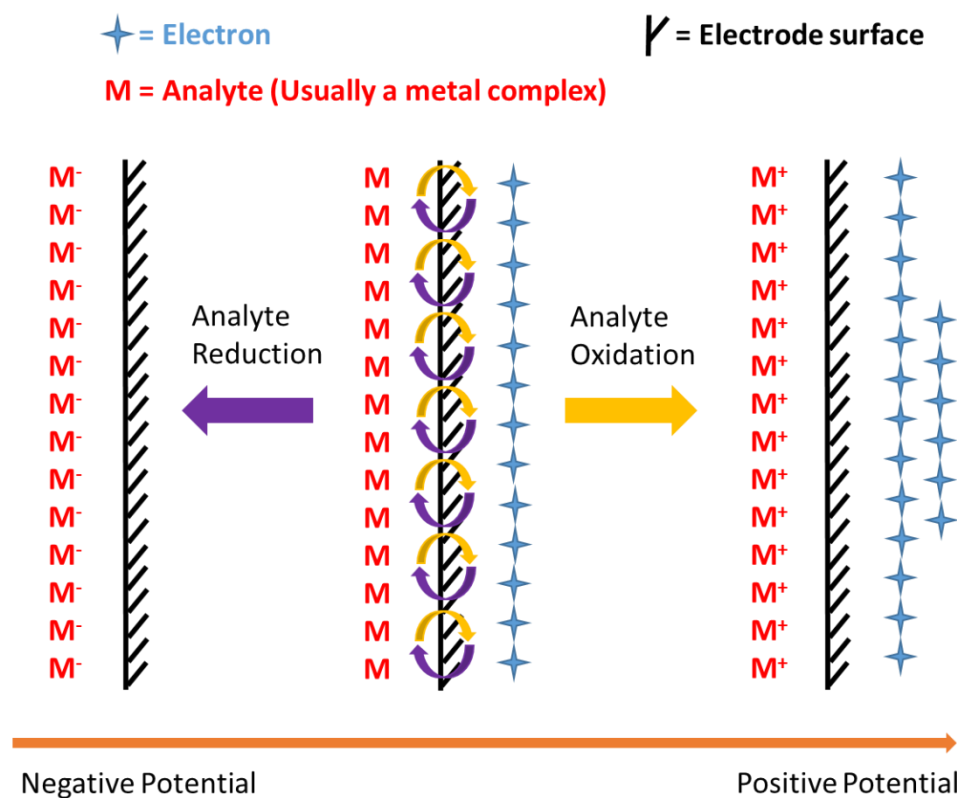 = Electron
= Electrode surface
M = Analyte (Usually a metal complex)
M⁻
M⁻
M⁻
M⁻
M⁻
M⁻
M⁻
M⁻
M⁻
M⁻
M⁻
M⁻
M⁻
M⁻
Analyte
Reduction
M
M
M
M
M
M
M
M
M
M
M
M
M
M
Analyte
Oxidation
M⁺
M⁺
M⁺
M⁺
M⁺
M⁺
M⁺
M⁺
M⁺
M⁺
M⁺
M⁺
M⁺
M⁺
Negative Potential
Positive Potential